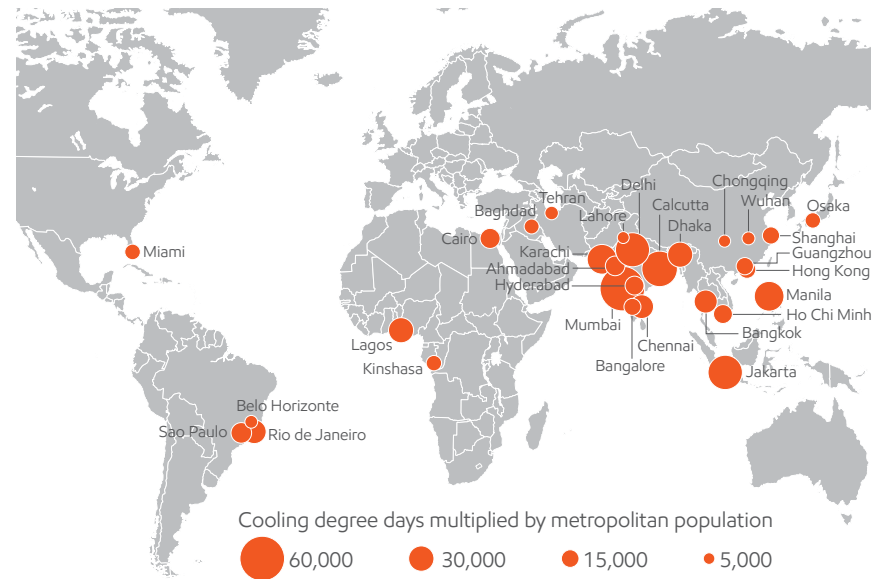 Delhi
Chongqing
Tehran
Calcutta
Wuhan
Osaka
Baghdad
Lahore
Dhaka
Cairo
Shanghai
Miami
Karachi
Guangzhou
Ahmadabad
Hong Kong
Hyderabad
Manila
Ho Chi Minh
Mumbai
Bangkok
Lagos
Chennai
Bangalore
Kinshasa
Jakarta
Belo Horizonte
Sao Paulo
Rio de Janeiro
Cooling degree days multiplied by metropolitan population
60,000 30,000 15,000 5,000